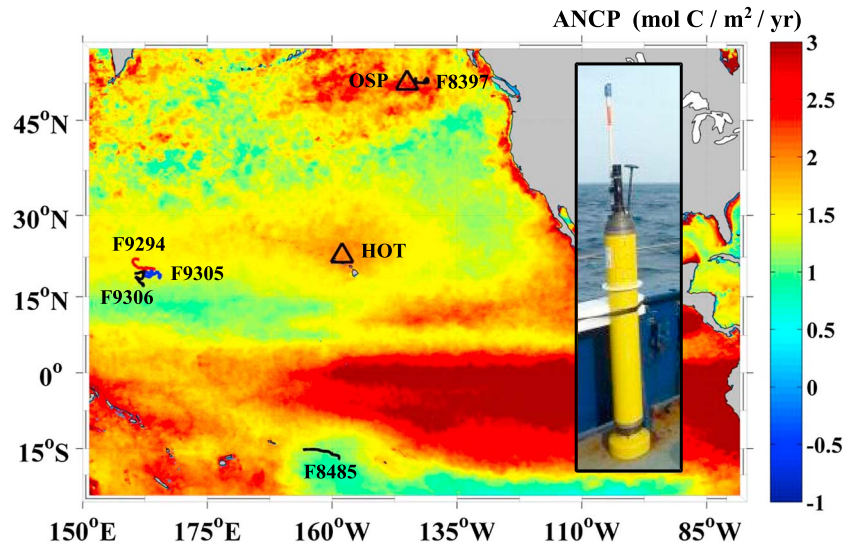 ANCP (mol C / m² / yr)
3
2.5
2
1.5
1
0.5
0
-0.5
-1
OSP
F8397
HOT
F9294
F9305
F9306
F8485
45°N
30°N
15°N
0°
15°S
150°E
175°E
160°W
135°W
110°W
85°W